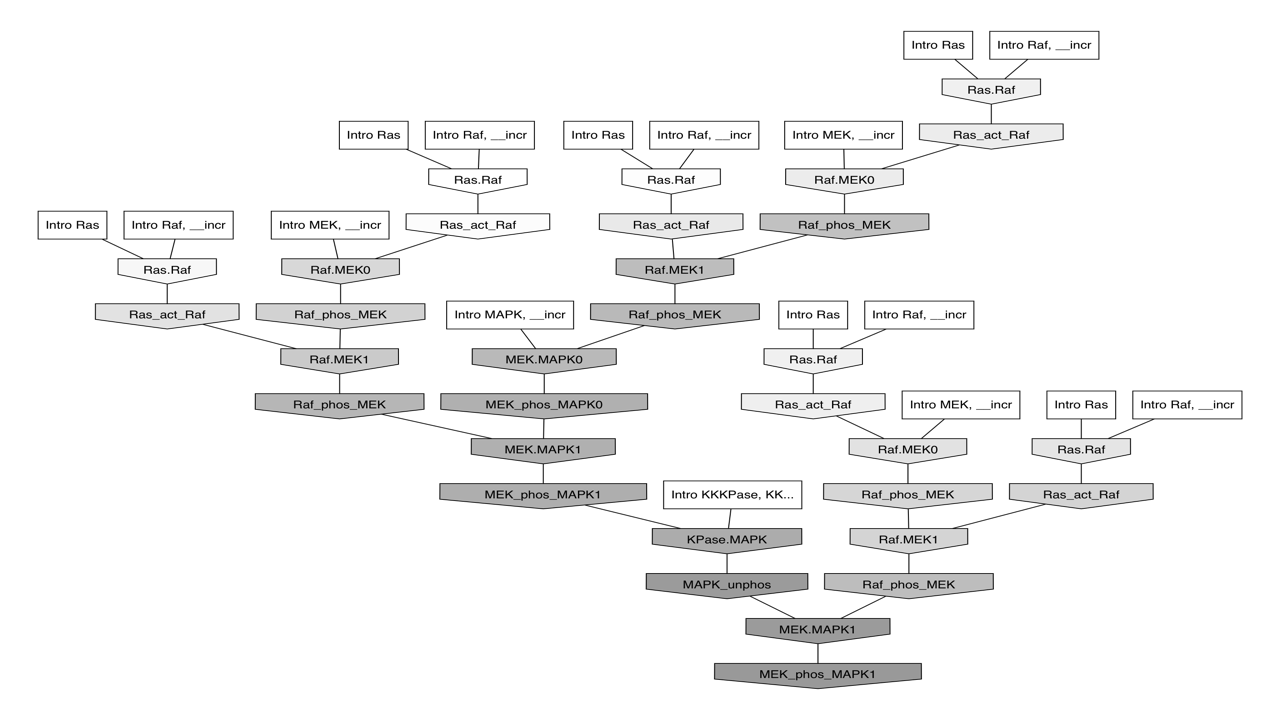 Intro Ras
Intro Raf, __incr
Ras.Raf
Intro Ras
Intro Raf, __incr
Intro Ras
Intro Raf, __incr
Intro MEK, __incr
Ras_act_Raf
Ras.Raf
Ras.Raf
Raf.MEK0
Intro Ras
Intro Raf, __incr
Intro MEK, __incr
Ras_act_Raf
Ras_act_Raf
Raf_phos_MEK
Ras.Raf
Raf.MEK0
Raf.MEK1
Ras_act_Raf
Raf_phos_MEK
Intro MAPK, __incr
Raf_phos_MEK
Intro Ras
Intro Raf, __incr
Raf.MEK1
MEK.MAPK0
Ras.Raf
Raf_phos_MEK
MEK_phos_MAPK0
Ras_act_Raf
Intro MEK, __incr
Intro Ras
Intro Raf, __incr
MEK.MAPK1
Raf.MEK0
Ras.Raf
MEK_phos_MAPK1
Intro KKKPase, KK...
Raf_phos_MEK
Ras_act_Raf
KPase.MAPK
Raf.MEK1
MAPK_unphos
Raf_phos_MEK
MEK.MAPK1
MEK_phos_MAPK1